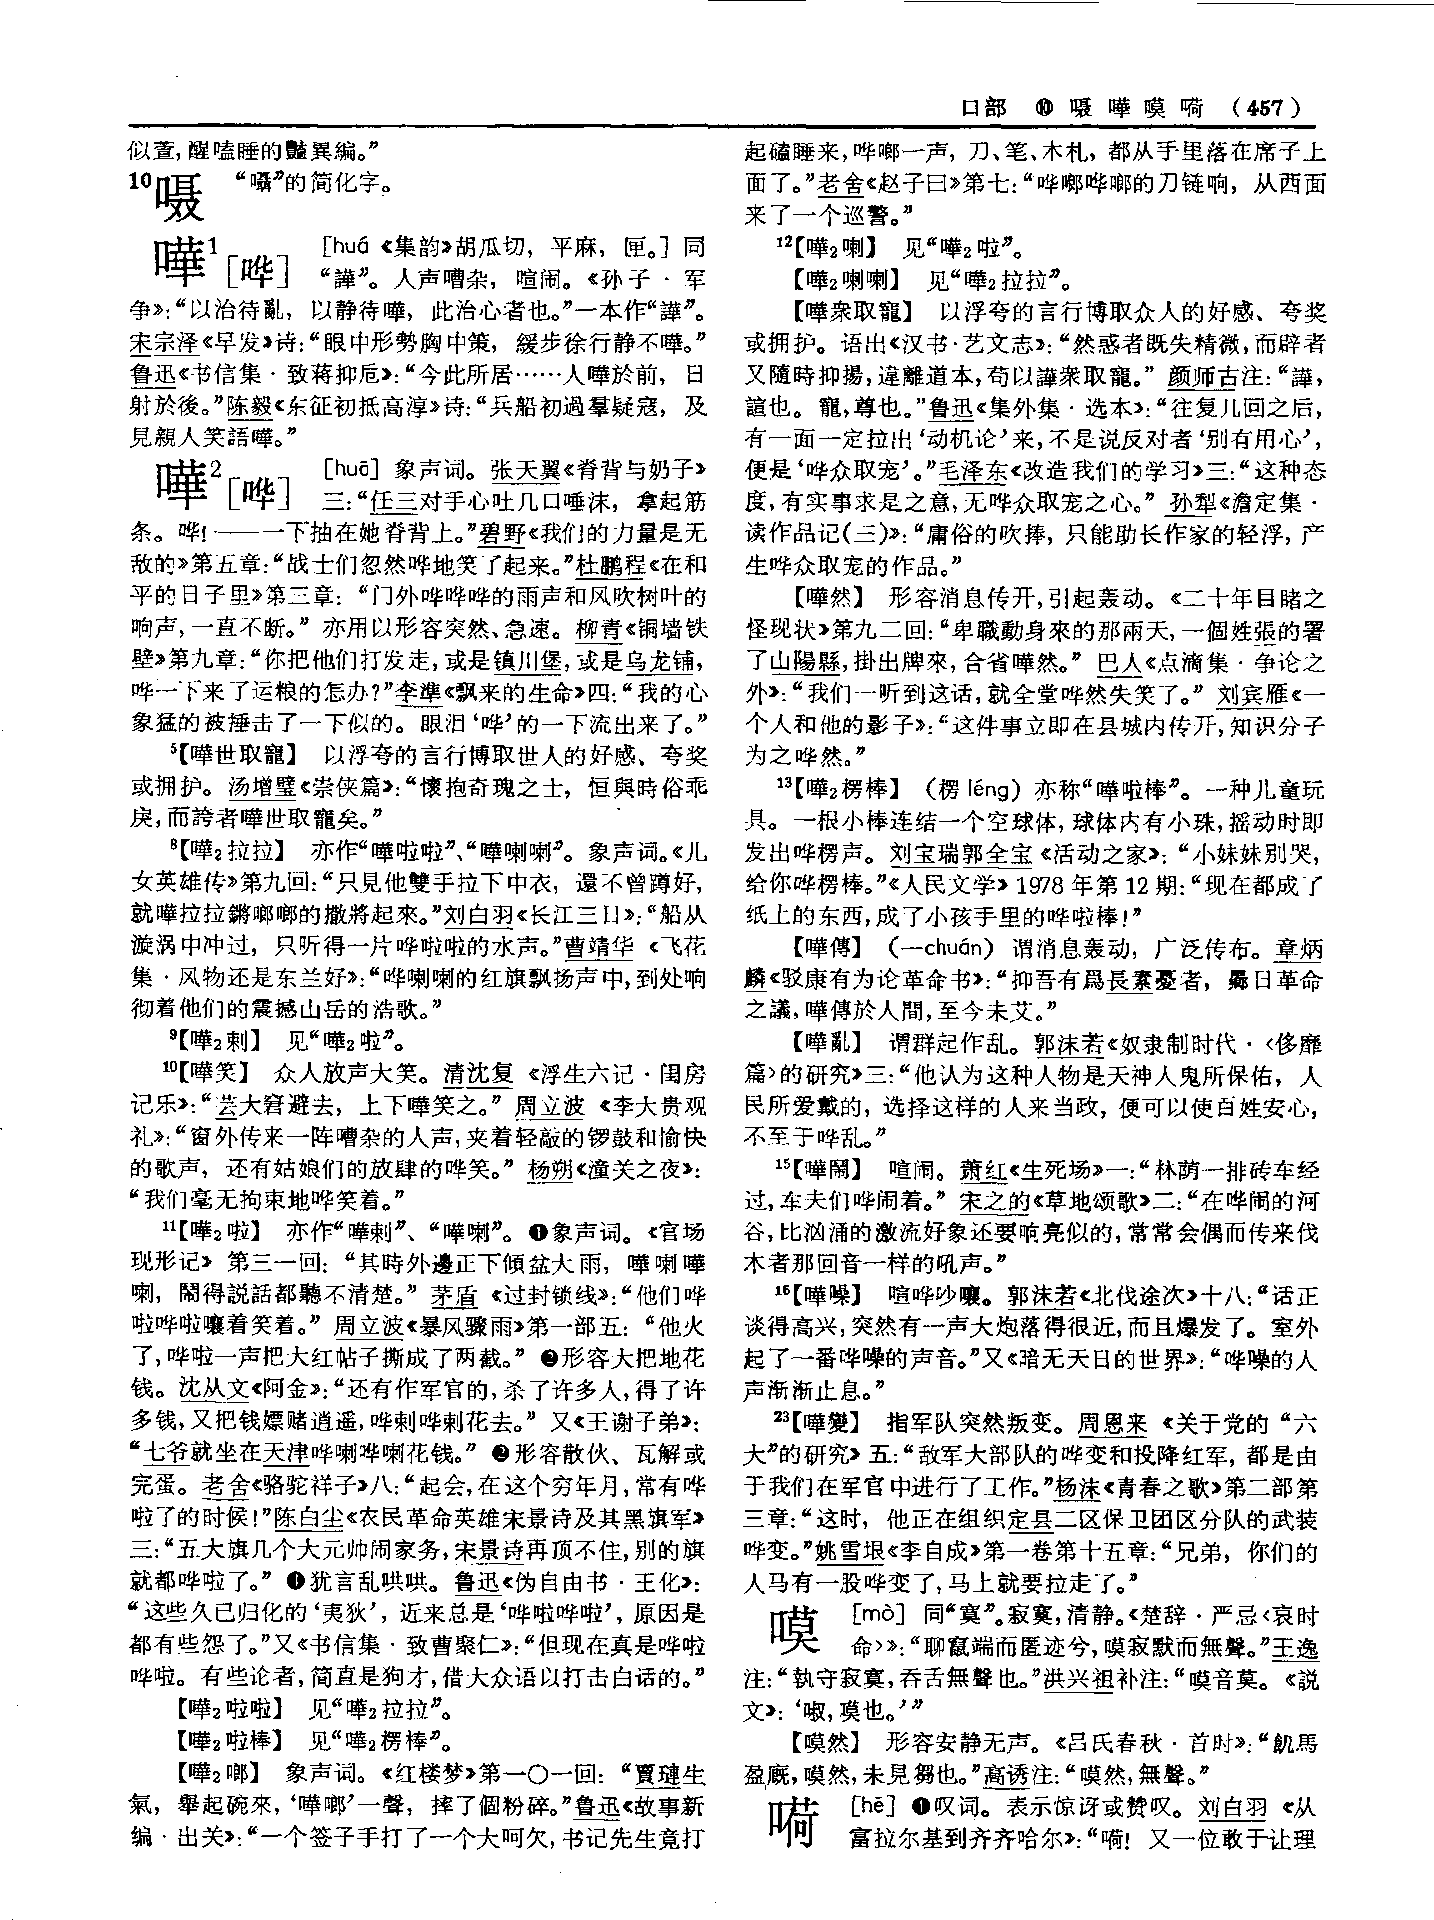 口部 ⑩ 嗫 嘩 嗼 嗬 (457)
似萱,醒嗑睡的豔異編。”
10嗫 “囁”的简化字。
嘩1[哗] [huá《集韵》胡瓜切，平麻，匣。]同
“譁”。人声嘈杂，喧闹。《孙子·军
争》:“以治待亂，以静待嘩，此治心者也。”一本作“譁”。
宋宗泽《早发》诗:“眼中形勢胸中策，緩步徐行静不嘩。”
鲁迅《书信集·致蒋抑卮》:“今此所居……人嘩於前，日
射於後。”陈毅《东征初抵高淳》诗:“兵船初過羣疑寇，及
見親人笑語嘩。”
嘩2[哗] [huā] 象声词。张天翼《脊背与奶子》
三:“任三对手心吐几口唾沫，拿起筋
条。哗!——一下抽在她脊背上。”碧野《我们的力量是无
敌的》第五章:“战士们忽然哗地笑了起来。”杜鹏程《在和
平的日子里》第三章:“门外哗哗哗的雨声和风吹树叶的
响声,一直不断。”亦用以形容突然、急速。柳青《铜墙铁
壁》第九章:“你把他们打发走,或是镇川堡,或是乌龙铺,
哗一下来了运粮的怎办?”李準《飘来的生命》四:“我的心
象猛的被捶击了一下似的。眼泪‘哗’的一下流出来了。”
5【嘩世取寵】 以浮夸的言行博取世人的好感、夸奖
或拥护。汤增璧《崇侠篇》:“懷抱奇瑰之士，恒與時俗乖
戾,而誇者嘩世取寵矣。”
8【嘩2拉拉】 亦作“嘩啦啦”、“嘩喇喇”。象声词。《儿
女英雄传》第九回:“只見他雙手拉下中衣，還不曾蹲好,
就嘩拉拉鏘啷啷的撒將起來。”刘白羽《长江三日》:“船从
漩涡中冲过，只听得一片哗啦啦的水声。”曹靖华《飞花
集·风物还是东兰好》:“哗喇喇的红旗飘扬声中,到处响
彻着他们的震撼山岳的浩歌。”
9【嘩2剌】 见“嘩2啦”。
10【嘩笑】 众人放声大笑。清沈复《浮生六记·闺房
记乐》:“芸大窘避去，上下嘩笑之。”周立波《李大贵观
礼》:“窗外传来一阵嘈杂的人声,夹着轻敲的锣鼓和愉快
的歌声，还有姑娘们的放肆的哗笑。”杨朔《潼关之夜》:
“我们毫无拘束地哗笑着。”
11【嘩2啦】 亦作“嘩剌”、“嘩喇”。❶象声词。《官场
现形记》第三一回:“其時外邊正下傾盆大雨，嘩喇嘩
喇，鬧得説話都聽不清楚。”茅盾《过封锁线》:“他们哗
啦哗啦嚷着笑着。”周立波《暴风骤雨》第一部五:“他火
了,哗啦一声把大红帖子撕成了两截。”❷形容大把地花
钱。沈从文《阿金》:“还有作军官的,杀了许多人,得了许
多钱,又把钱嫖赌逍遥,哗剌哗剌花去。”又《王谢子弟》:
“七爷就坐在天津哗喇哗喇花钱。”❸形容散伙、瓦解或
完蛋。老舍《骆驼祥子》八:“起会,在这个穷年月,常有哗
啦了的时候!”陈白尘《农民革命英雄宋景诗及其黑旗军》
三:“五大旗几个大元帅闹家务,宋景诗再顶不住,别的旗
就都哗啦了。”❹犹言乱哄哄。鲁迅《伪自由书·王化》:
“这些久已归化的‘夷狄’，近来总是‘哗啦哗啦’，原因是
都有些怨了。”又《书信集·致曹聚仁》:“但现在真是哗啦
哗啦。有些论者,简直是狗才,借大众语以打击白话的。”
【嘩2啦啦】 见“嘩2拉拉”。
【嘩2啦棒】 见“嘩2楞棒”。
【嘩2啷】 象声词。《红楼梦》第一〇一回:“賈璉生
氣，舉起碗來,‘嘩啷’一聲，摔了個粉碎。”鲁迅《故事新
编·出关》:“一个签子手打了一个大呵欠,书记先生竟打
起磕睡来,哗啷一声，刀、笔、木札，都从手里落在席子上
面了。”老舍《赵子曰》第七:“哗啷哗啷的刀链响，从西面
来了一个巡警。”
12【嘩2喇】 见“嘩2啦”。
【嘩2喇喇】 见“嘩2拉拉”。
【嘩衆取寵】 以浮夸的言行博取众人的好感、夸奖
或拥护。语出《汉书·艺文志》:“然惑者既失精微,而辟者
又隨時抑揚,違離道本,苟以譁衆取寵。”颜师古注:“譁，
諠也。寵,尊也。”鲁迅《集外集·选本》:“往复几回之后，
有一面一定拉出‘动机论’来,不是说反对者‘别有用心’,
便是‘哗众取宠’。”毛泽东《改造我们的学习》三:“这种态
度,有实事求是之意,无哗众取宠之心。”孙犁《澹定集·
读作品记(三)》:“庸俗的吹捧，只能助长作家的轻浮，产
生哗众取宠的作品。”
【嘩然】 形容消息传开,引起轰动。《二十年目睹之
怪现状》第九二回:“卑職動身來的那兩天,一個姓張的署
了山陽縣,掛出牌來,合省嘩然。”巴人《点滴集·争论之
外》:“我们一听到这话,就全堂哗然失笑了。”刘宾雁《一
个人和他的影子》:“这件事立即在县城内传开,知识分子
为之哗然。”
13【嘩2楞棒】 (楞 léng) 亦称“嘩啦棒”。一种儿童玩
具。一根小棒连结一个空球体,球体内有小珠,摇动时即
发出哗楞声。刘宝瑞郭全宝《活动之家》:“小妹妹别哭，
给你哗楞棒。”《人民文学》1978年第12期:“现在都成了
纸上的东西,成了小孩手里的哗啦棒!”
【嘩傳】 (—chuán) 谓消息轰动，广泛传布。章炳
麟《驳康有为论革命书》:“抑吾有爲長素憂者，曩日革命
之議,嘩傳於人間,至今未艾。”
【嘩亂】 谓群起作乱。郭沫若《奴隶制时代·〈侈靡
篇〉的研究》三:“他认为这种人物是天神人鬼所保佑，人
民所爱戴的，选择这样的人来当政，便可以使百姓安心,
不至于哗乱。”
15【嘩鬧】 喧闹。萧红《生死场》一:“林荫一排砖车经
过,车夫们哗闹着。”宋之的《草地颂歌》二:“在哗闹的河
谷,比汹涌的激流好象还要响亮似的,常常会偶而传来伐
木者那回音一样的吼声。”
16【嘩噪】 喧哗吵嚷。郭沫若《北伐途次》十八:“话正
谈得高兴,突然有一声大炮落得很近,而且爆发了。室外
起了一番哗噪的声音。”又《暗无天日的世界》:“哗噪的人
声渐渐止息。”
23【嘩變】 指军队突然叛变。周恩来《关于党的“六
大”的研究》五:“敌军大部队的哗变和投降红军，都是由
于我们在军官中进行了工作。”杨沫《青春之歌》第二部第
三章:“这时，他正在组织定县二区保卫团区分队的武装
哗变。”姚雪垠《李自成》第一卷第十五章:“兄弟，你们的
人马有一股哗变了,马上就要拉走了。”
嗼 [mò] 同“寞”。寂寞,清静。《楚辞·严忌〈哀时
命〉》:“聊竄端而匿迹兮,嗼寂默而無聲。”王逸
注:“執守寂寞,吞舌無聲也。”洪兴祖补注:“嗼音莫。《説
文》:‘㖩,嗼也。’”
【嗼然】 形容安静无声。《吕氏春秋·首时》:“飢馬
盈廄,嗼然,未見芻也。”高诱注:“嗼然,無聲。”
嗬 [hē] ❶叹词。表示惊讶或赞叹。刘白羽《从
富拉尔基到齐齐哈尔》:“嗬！又一位敢于让理